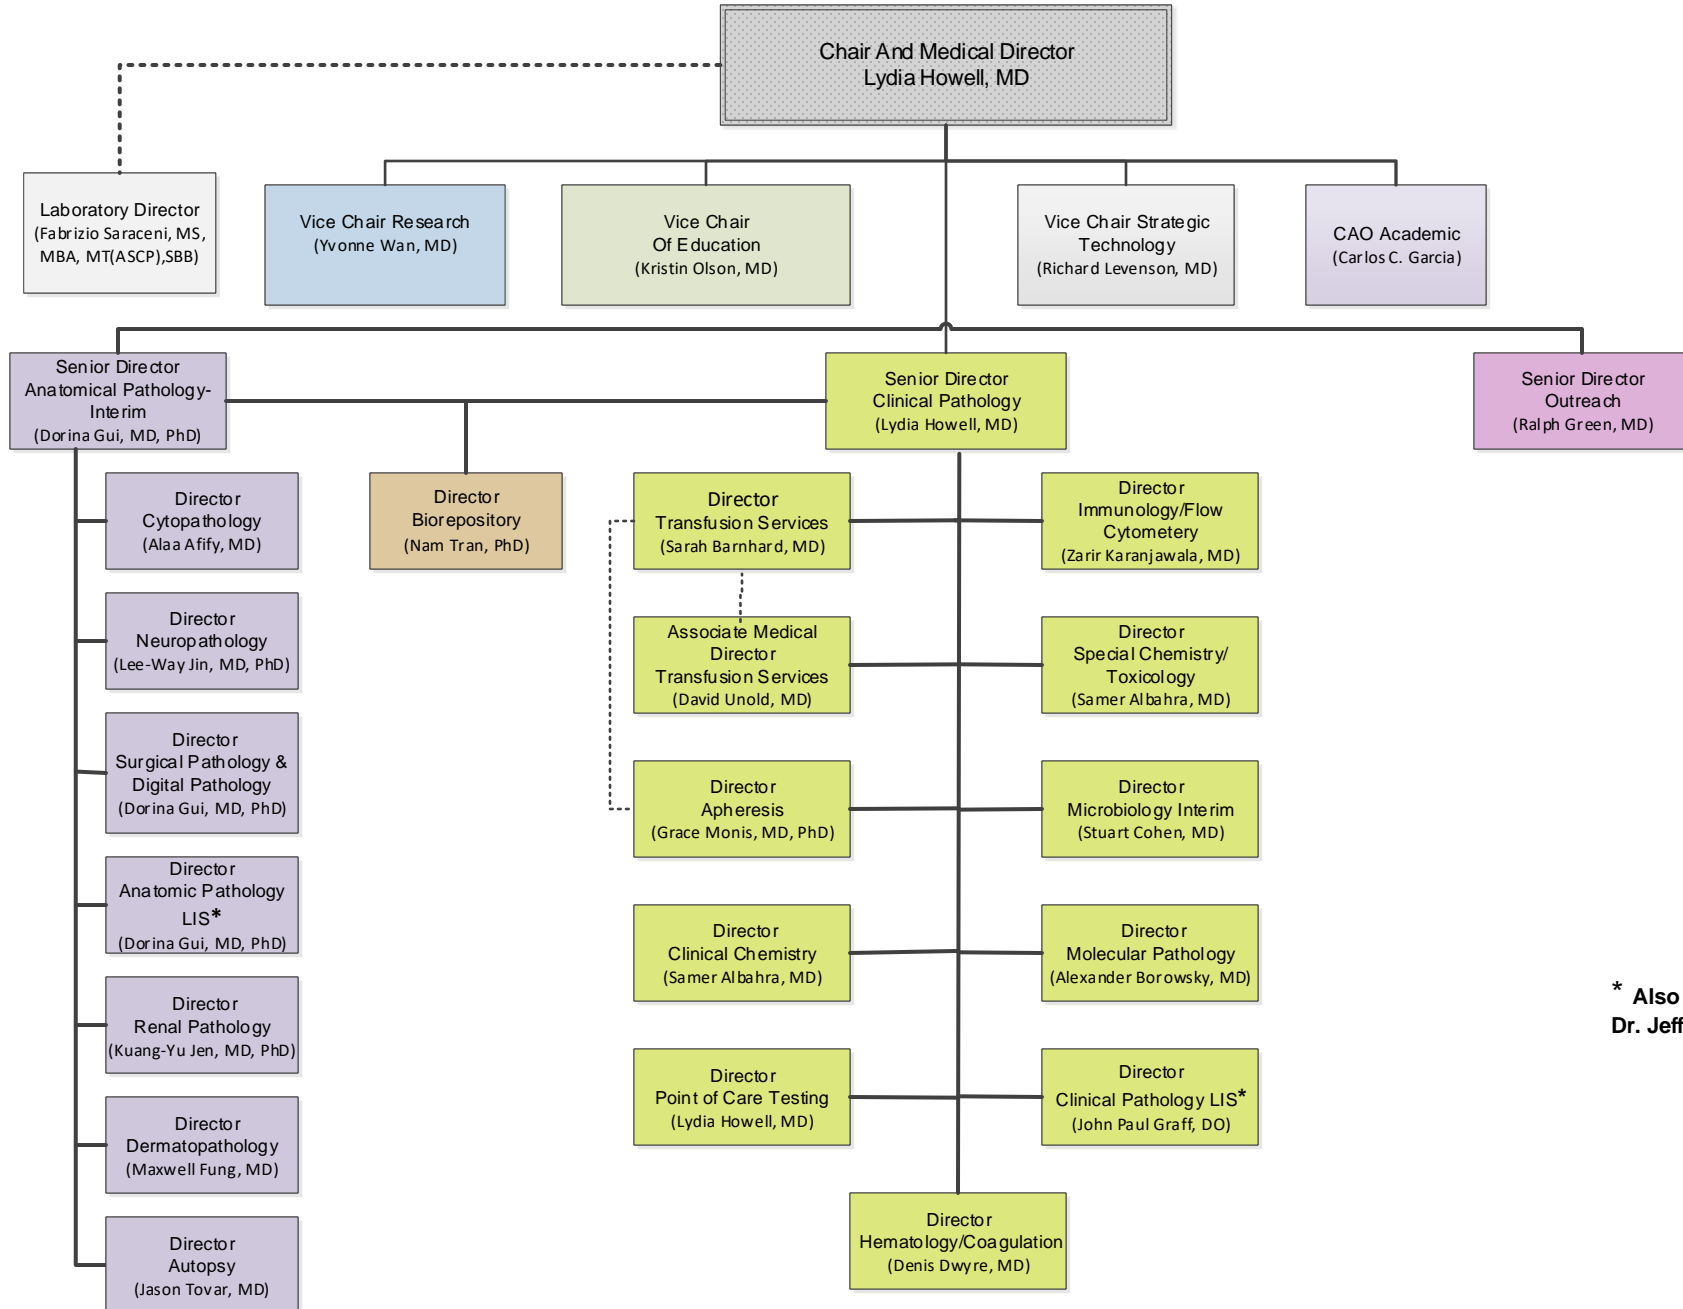 Chair And Medical Director
Lydia Howell, MD
Laboratory Director
(Fabrizio Saraceni, MS,
MBA, MT(ASCP),SBB)
Vice Chair Research
(Yvonne Wan, MD)
Vice Chair
Of Education
(Kristin Olson, MD)
Vice Chair Strategic
Technology
(Richard Levenson, MD)
CAO Academic
(Carlos C. Garcia)
Senior Director
Anatomical Pathology-
Interim
(Dorina Gui, MD, PhD)
Senior Director
Clinical Pathology
(Lydia Howell, MD)
Senior Director
Outreach
(Ralph Green, MD)
Director
Cytopathology
(Alaa Afify, MD)
Director
Biorepository
(Nam Tran, PhD)
Director
Transfusion Services
(Sarah Barnhard, MD)
Director
Immunology/Flow
Cytometery
(Zarir Karanjawala, MD)
Director
Neuropathology
(Lee-Way Jin, MD, PhD)
Associate Medical
Director
Transfusion Services
(David Unold, MD)
Director
Special Chemistry/
Toxicology
(Samer Albahra, MD)
Director
Surgical Pathology &
Digital Pathology
(Dorina Gui, MD, PhD)
Director
Apheresis
(Grace Monis, MD, PhD)
Director
Microbiology Interim
(Stuart Cohen, MD)
Director
Anatomic Pathology
LIS*
(Dorina Gui, MD, PhD)
Director
Clinical Chemistry
(Samer Albahra, MD)
Director
Molecular Pathology
(Alexander Borowsky, MD)
* Also
Dr. Jeff
Director
Renal Pathology
(Kuang-Yu Jen, MD, PhD)
Director
Point of Care Testing
(Lydia Howell, MD)
Director
Clinical Pathology LIS*
(John Paul Graff, DO)
Director
Dermatopathology
(Maxwell Fung, MD)
Director
Hematology/Coagulation
(Denis Dwyre, MD)
Director
Autopsy
(Jason Tovar, MD)